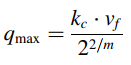 q_max = k_c · v_f / 2^{2/m}